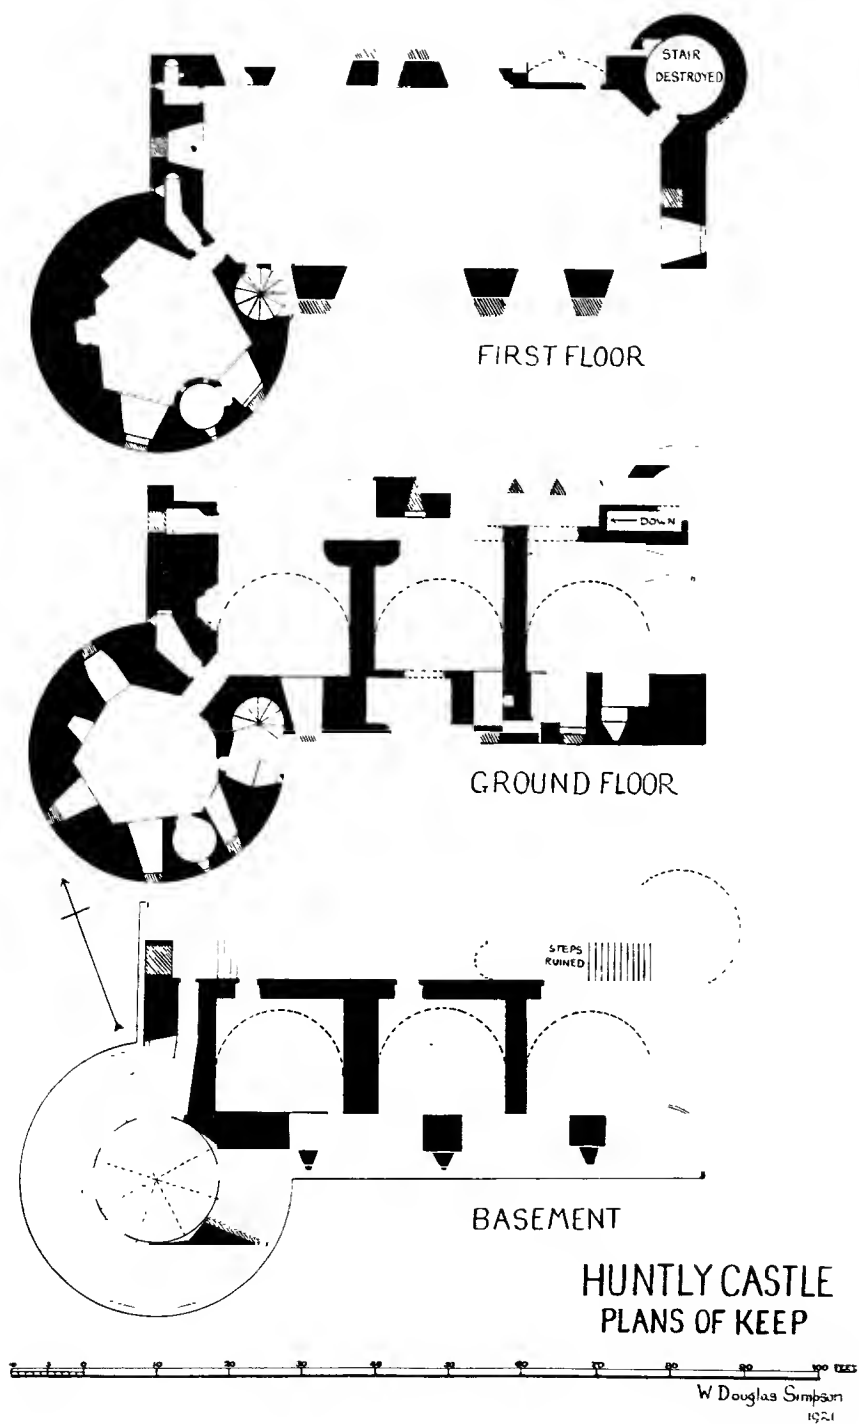 STAIR
DESTROYED
FIRST FLOOR
DOWN
GROUND FLOOR
STEPS
RUINED
BASEMENT
HUNTLY CASTLE
PLANS OF KEEP
10 20 30 40 50 60 70 80 90 100 FEET
W Douglas Simpson
1921